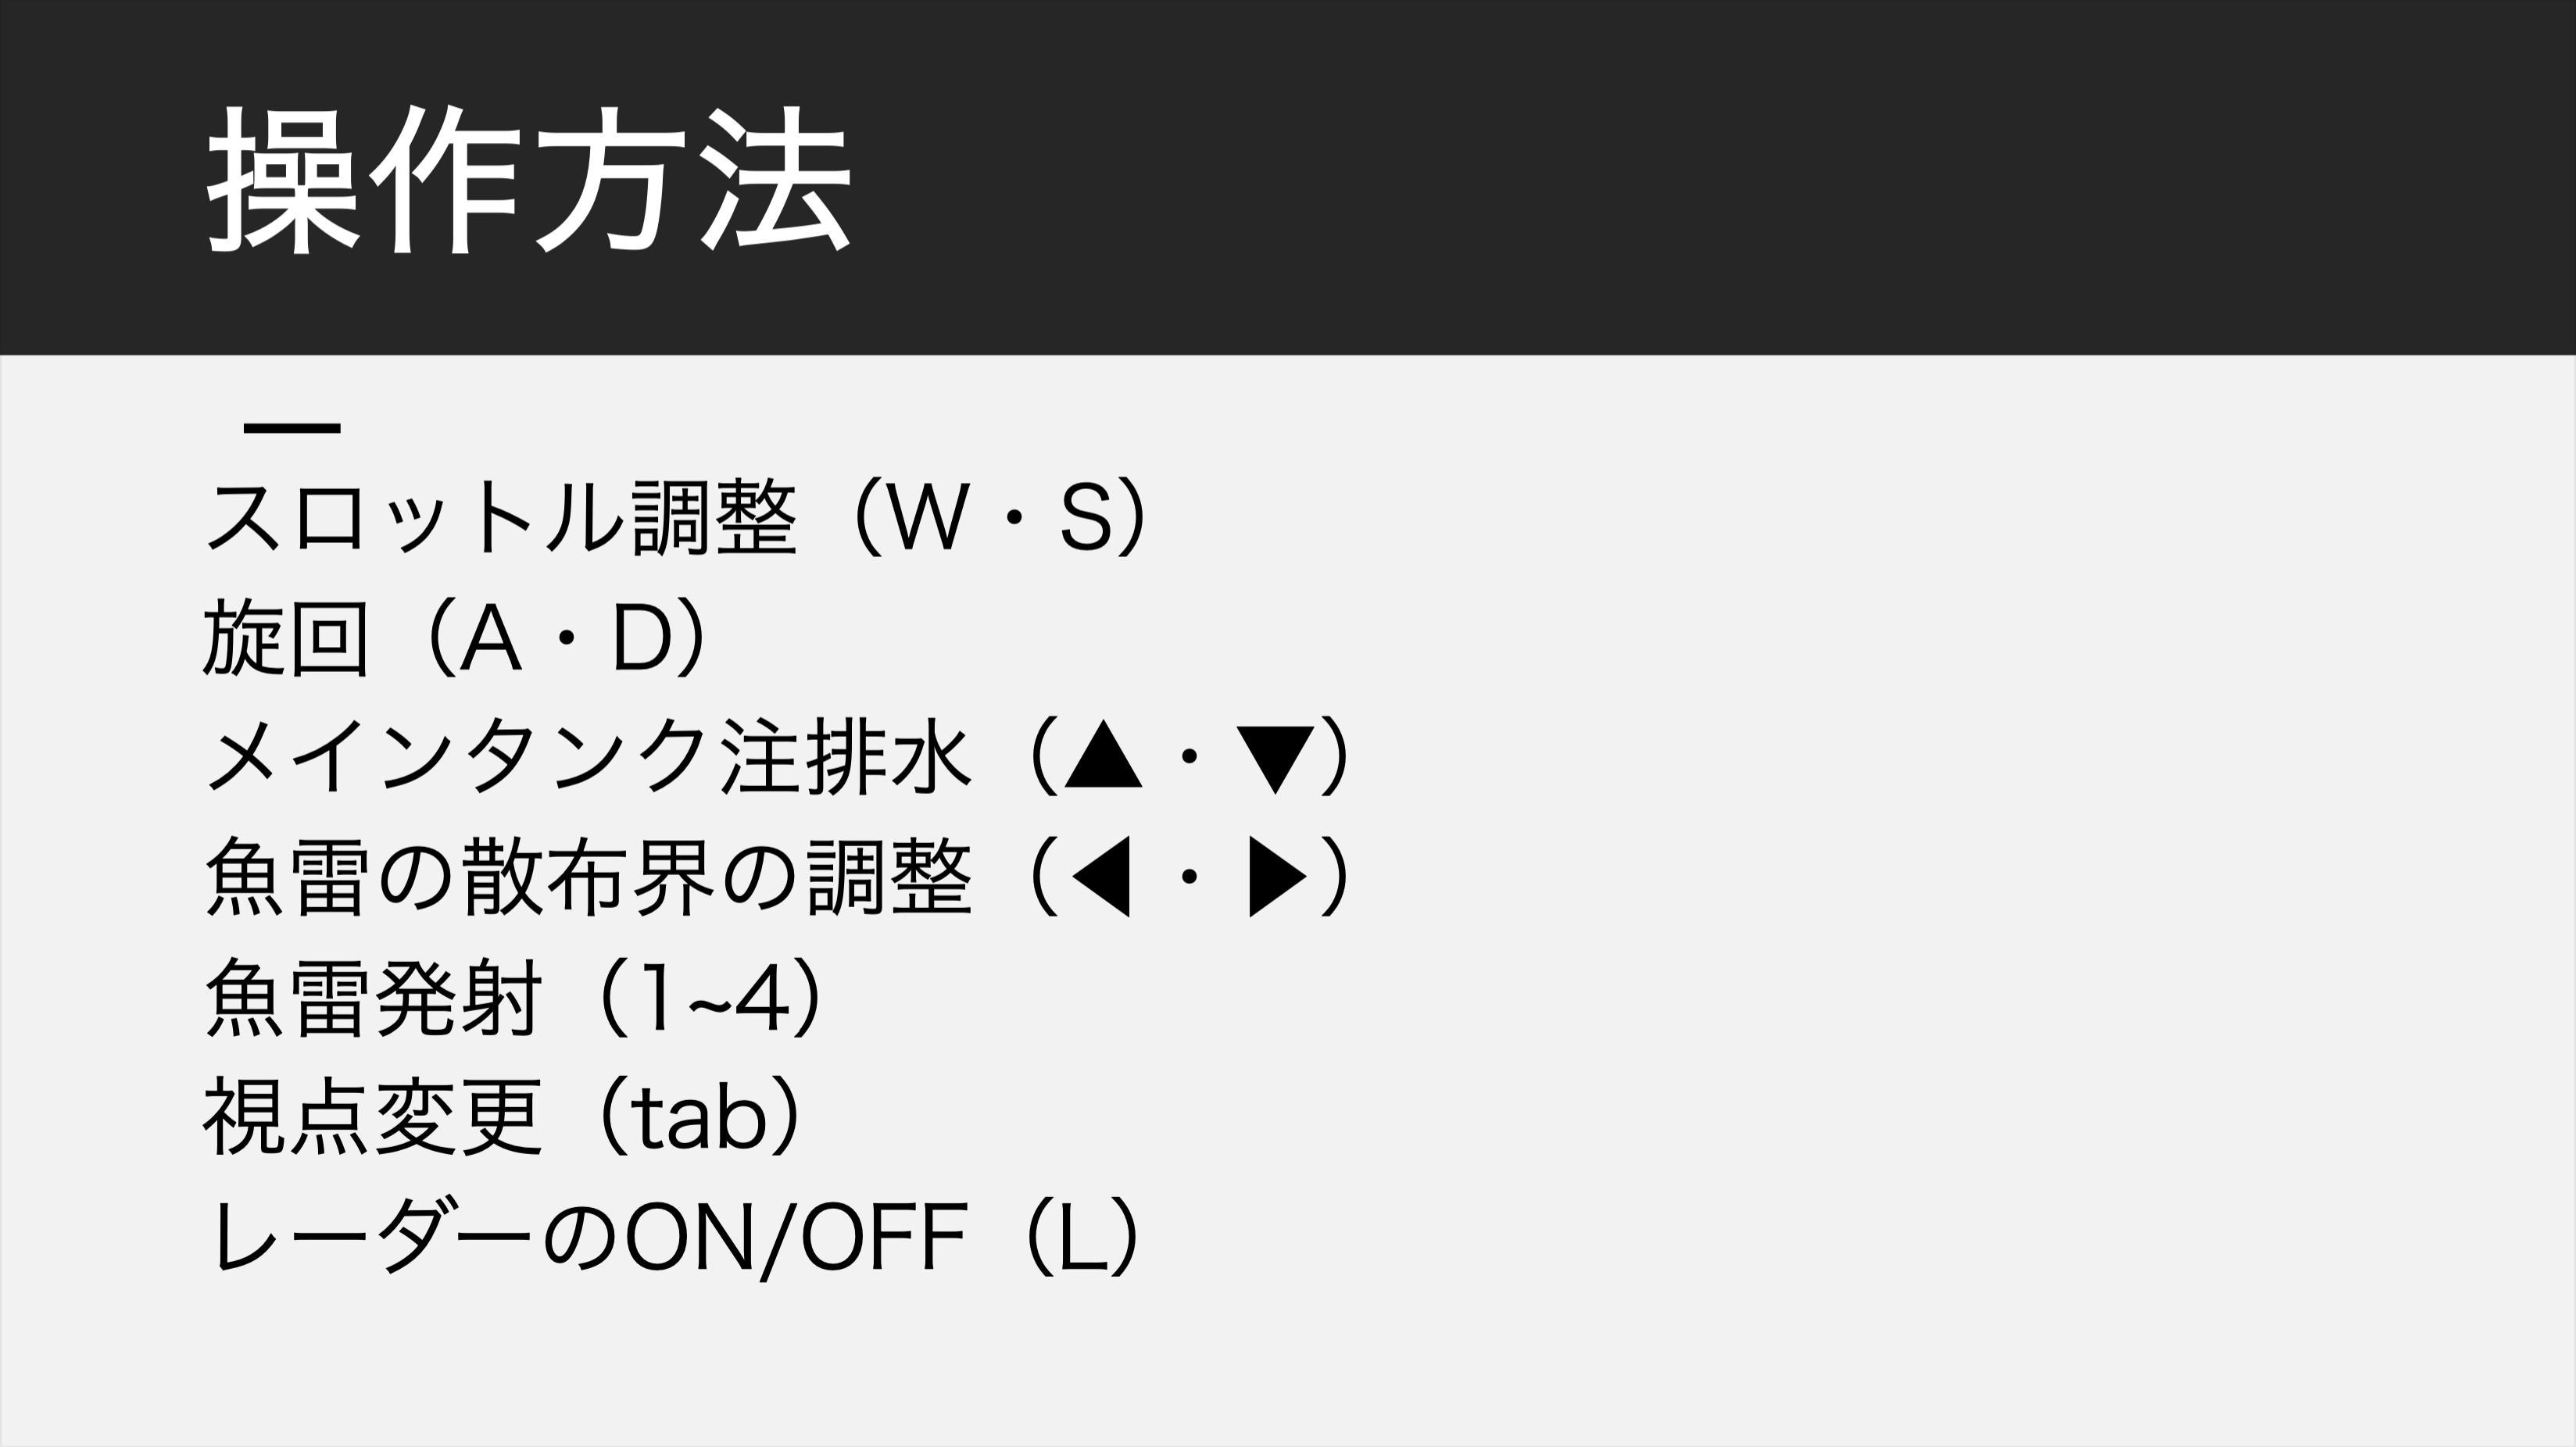 操作方法
スロットル調整（W・S）
旋回（A・D）
メインタンク注排水（▲・▼）
魚雷の散布界の調整（◀・▶）
魚雷発射（1~4）
視点変更（tab）
レーダーのON/OFF（L）